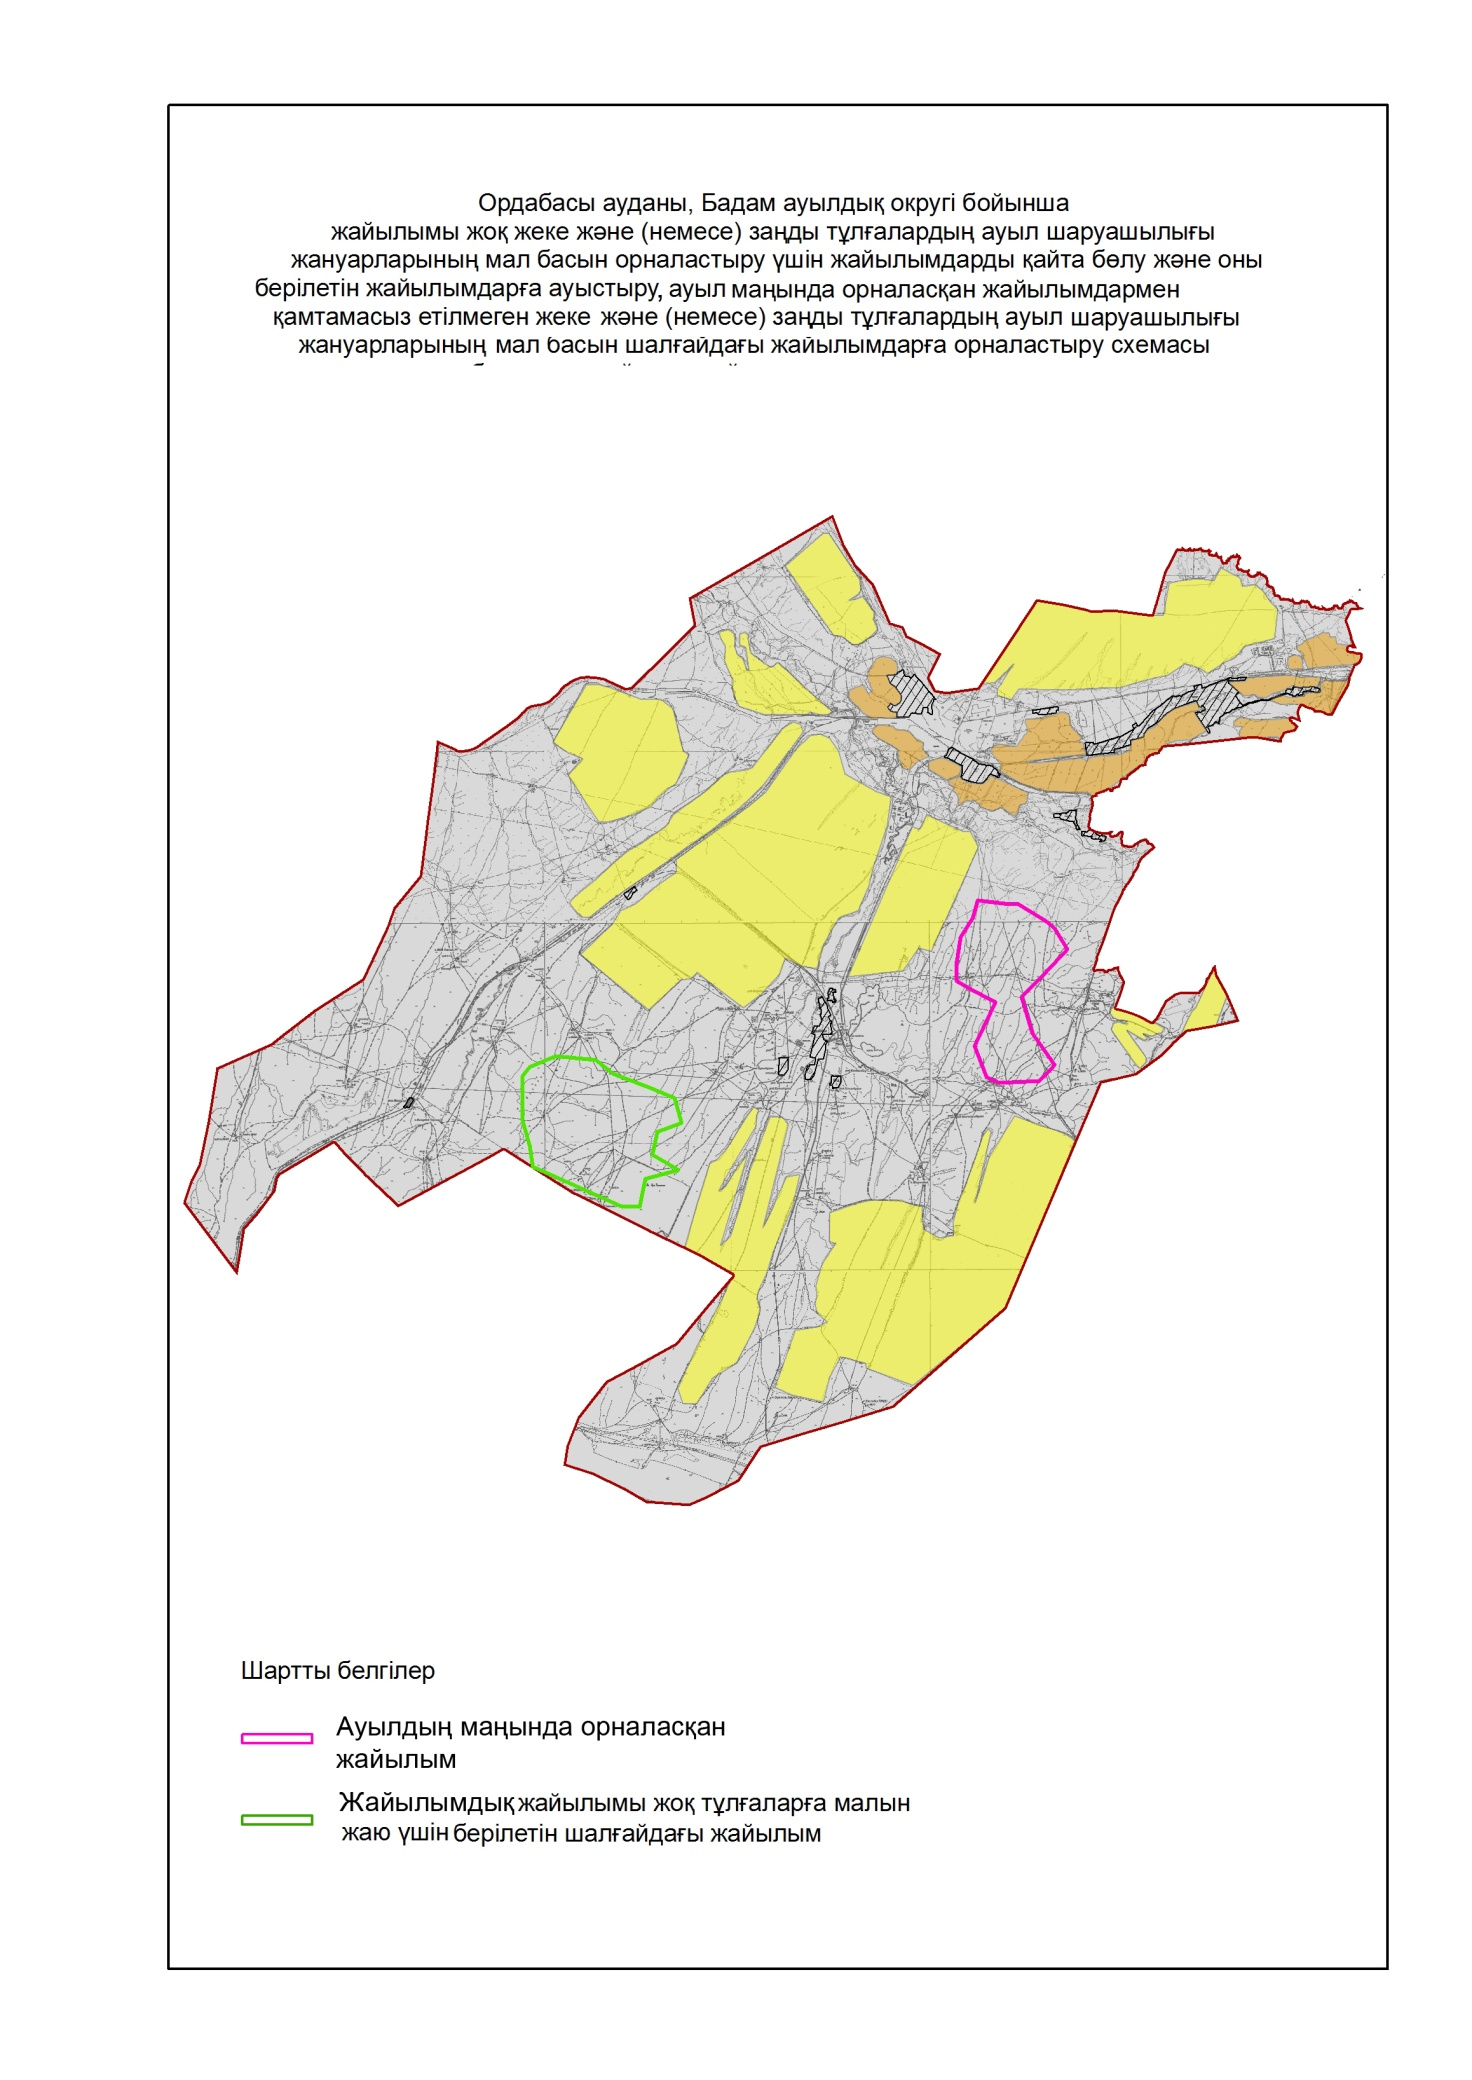 Ордабасы ауданы, Бадам ауылдық округі бойынша
жайылымы жоқ жеке және (немесе) заңды тұлғалардың ауыл шаруашылығы
жануарларының мал басын орналастыру үшін жайылымдарды қайта бөлу және оны
берілетін жайылымдарға ауыстыру, ауыл маңында орналасқан жайылымдармен
қамтамасыз етілмеген жеке және (немесе) заңды тұлғалардың ауыл шаруашылығы
жануарларының мал басын шалғайдағы жайылымдарға орналастыру схемасы
Шартты белгілер
Ауылдың маңында орналасқан
жайылым
Жайылымдық жайылымы жоқ тұлғаларға малын
жаю үшін берілетін шалғайдағы жайылым